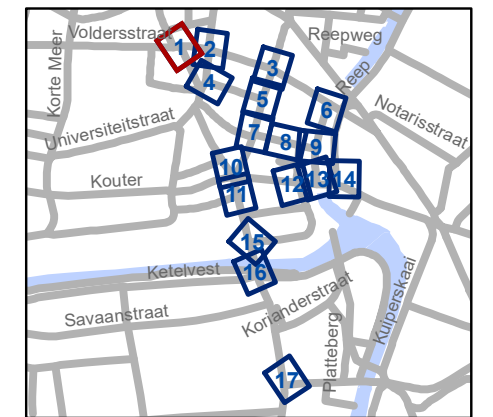 Voldersstraat
Reepweg
Korte Meer
1
2
3
4
Reep
5
6
Notarisstraat
Universiteitstraat
7
8
9
10
Kouter
11
12
13
14
15
Ketelvest
16
Korianderstraat
Savaanstraat
Platteberg
Kuiperskaai
17